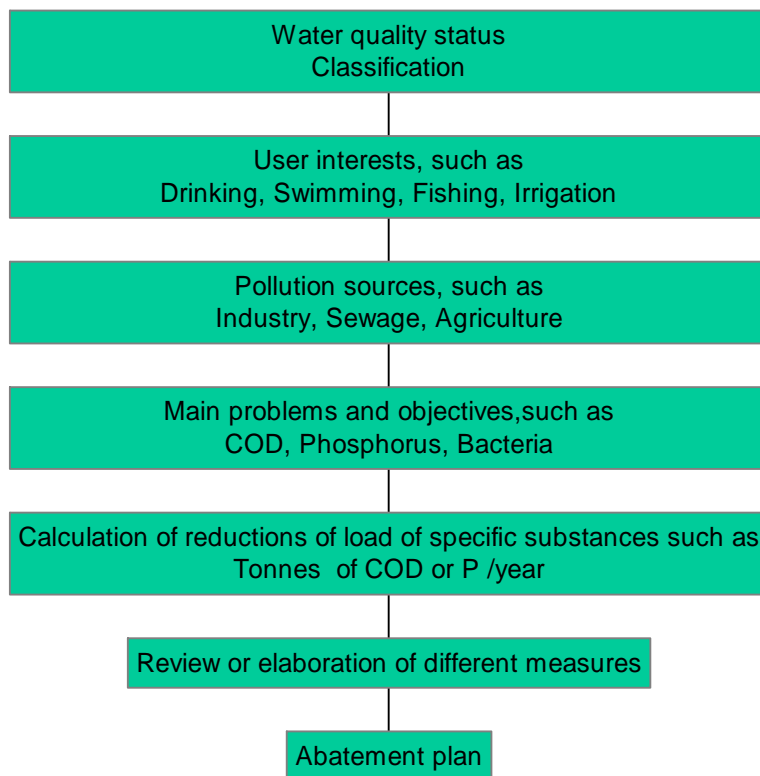 Water quality status
Classification
User interests, such as
Drinking, Swimming, Fishing, Irrigation
Pollution sources, such as
Industry, Sewage, Agriculture
Main problems and objectives,such as
COD, Phosphorus, Bacteria
Calculation of reductions of load of specific substances such as
Tonnes of COD or P /year
Review or elaboration of different measures
Abatement plan